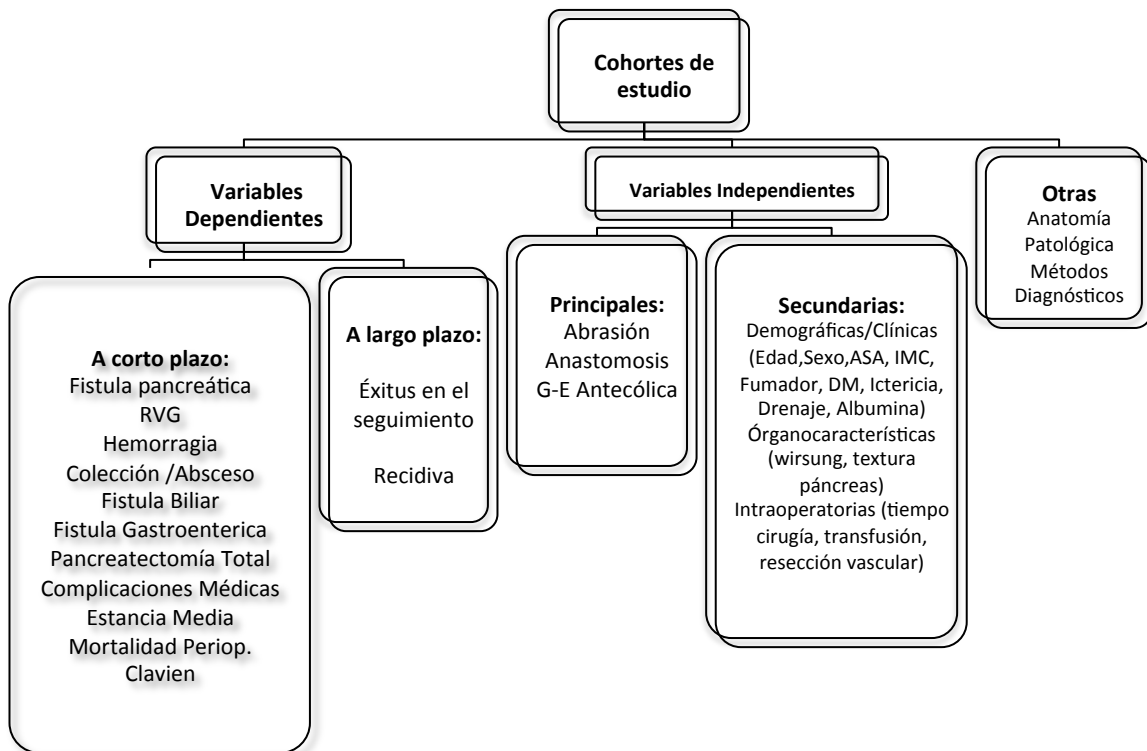 Cohortes de
estudio
Variables
Dependientes
Variables Independientes
Otras
Anatomía
Patológica
Métodos
Diagnósticos
A corto plazo:
Fistula pancreática
RVG
Hemorragia
Colección /Absceso
Fistula Biliar
Fistula Gastroenterica
Pancreatectomía Total
Complicaciones Médicas
Estancia Media
Mortalidad Periop.
Clavien
A largo plazo:
Éxitus en el
seguimiento
Recidiva
Principales:
Abrasión
Anastomosis
G-E Antecólica
Secundarias:
Demográficas/Clínicas
(Edad,Sexo,ASA, IMC,
Fumador, DM, Ictericia,
Drenaje, Albumina)
Órganocaracterísticas
(wirsung, textura
páncreas)
Intraoperatorias (tiempo
cirugía, transfusión,
resección vascular)